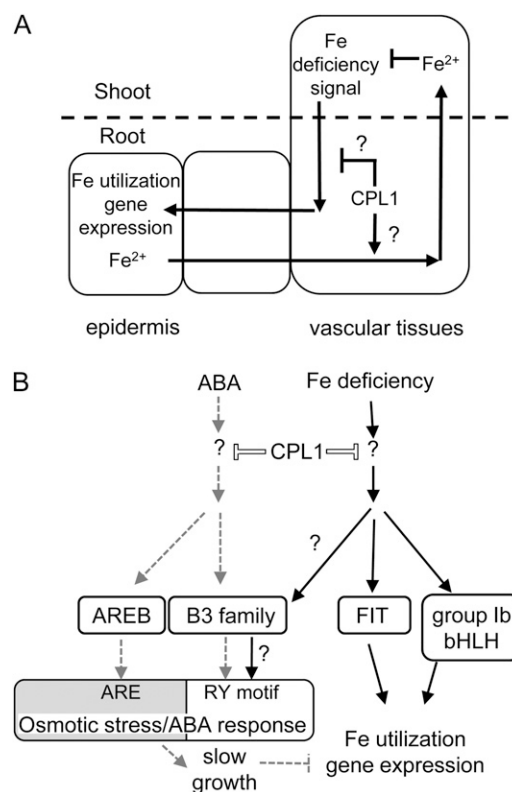 A
Fe
deficiency
signal
Fe²⁺
Shoot
Root
?
Fe utilization
gene
expression
CPL1
?
Fe²⁺
epidermis
vascular tissues
B
ABA
Fe deficiency
?
CPL1
?
?
AREB
B3 family
FIT
group Ib
bHLH
?
ARE
RY motif
Osmotic stress/ABA response
slow
growth
Fe utilization
gene expression